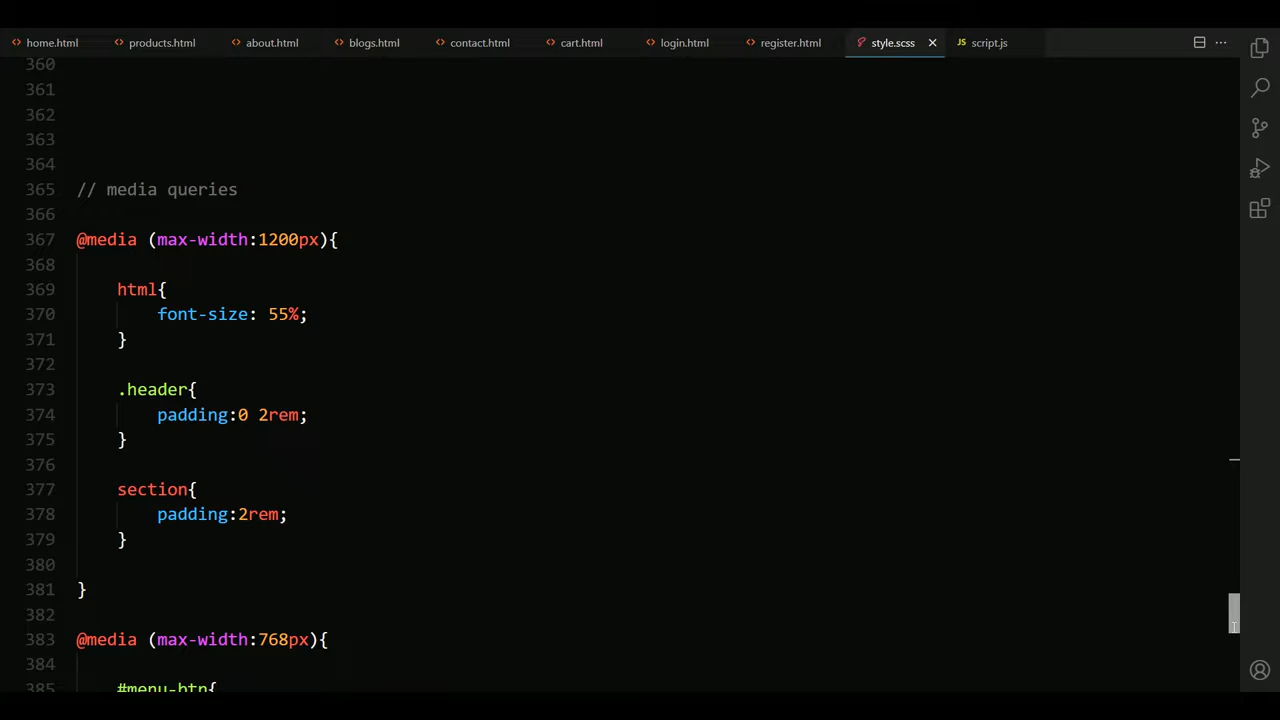 home.html products.html about.html blogs.html contact.html cart.html login.html register.html style.scss JS script.js
360
361
362
363
364
365 // media queries
366
367 @media (max-width:1200px){
368
369 html{
370 font-size: 55%;
371 }
372
373 .header{
374 padding:0 2rem;
375 }
376
377 section{
378 padding:2rem;
379 }
380
381 }
382
383 @media (max-width:768px){
384
385 #menu-btn{